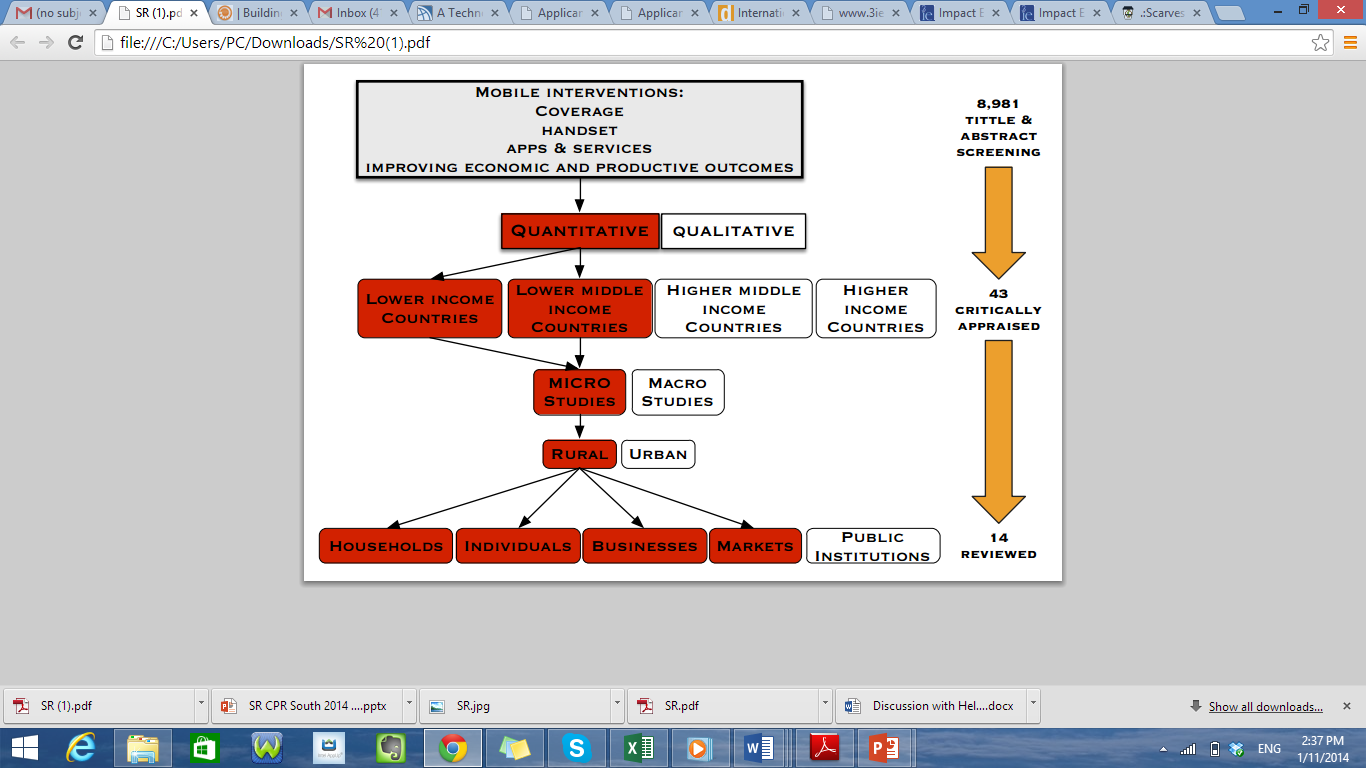 (no subj
SR (1).pd
| Buildin
Inbox (4
A Techn
Applicar
Applicar
Internati
www.3ie
Impact E
Impact E
.:Scarves
file:///C:/Users/PC/Downloads/SR%20(1).pdf
Mobile interventions:
Coverage
handset
apps & services
improving economic and productive outcomes
8,981
tittle &
abstract
screening
Quantitative
qualitative
Lower income
Countries
Lower middle
income
Countries
Higher middle
income
Countries
Higher
income
Countries
43
critically
appraised
MICRO
Studies
Macro
Studies
Rural
Urban
Households
Individuals
Businesses
Markets
Public
Institutions
14
reviewed
SR (1).pdf
SR CPR South 2014 ....pptx
SR.jpg
SR.pdf
Discussion with Hel....docx
Show all downloads...
ENG
2:37 PM
1/11/2014